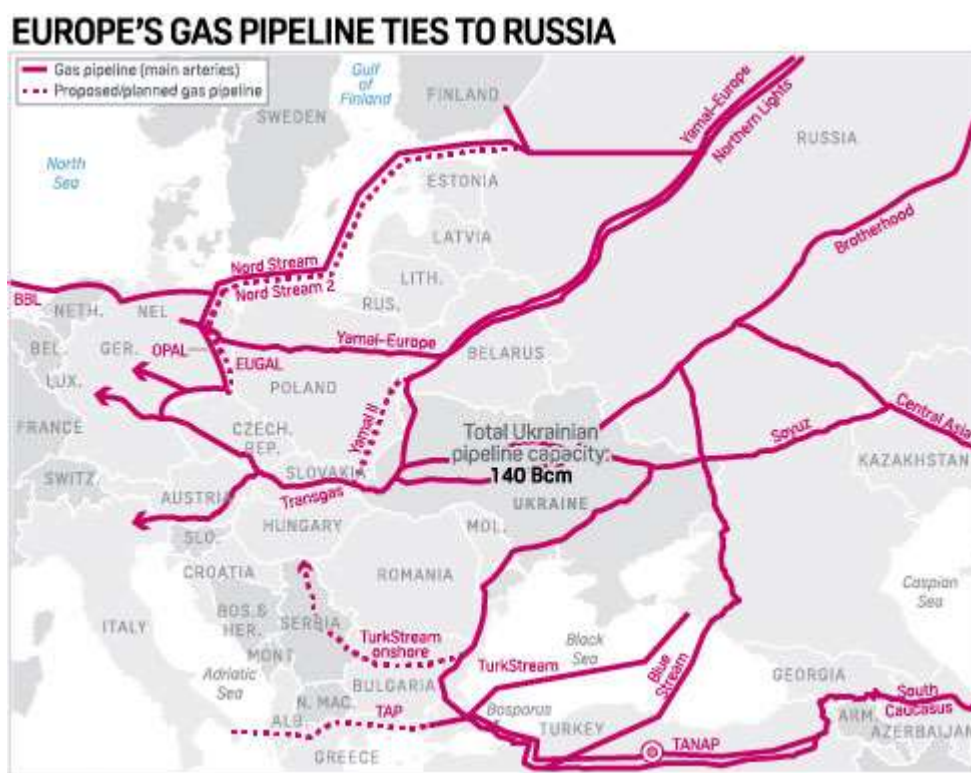 EUROPE'S GAS PIPELINE TIES TO RUSSIA
Gas pipeline (main arteries)
Proposed/planned gas pipeline
Gulf
of
Finland
FINLAND
SWEDEN
Yamal-Europe
Northern Lights
RUSSIA
North
Sea
ESTONIA
LATVIA
Brotherhood
Nord Stream
Nord Stream 2
LITH.
RUS.
BBL
NETH.
NEL
Yamal-Europe
BELARUS
BEL.
GER.
OPAL
EUGAL
POLAND
LUX.
Yamal II
FRANCE
CZECH.
REP.
Total Ukrainian
pipeline capacity:
140 Bcm
Soyuz
Central Asia
KAZAKHSTAN
SWITZ.
SLOVAKIA
AUSTRIA
Transgas
UKRAINE
HUNGARY
MOL.
SLO.
CROATIA
ROMANIA
Caspian
Sea
ITALY
BOS.&
HER.
SERBIA
TurkStream
onshore
Black
Sea
MONT
Adriatic
Sea
BULGARIA
TurkStream
Blue
Stream
GEORGIA
N. MAC.
ALB.
TAP
Bosporus
TURKEY
South
Caucasus
ARM.
AZERBAIJAN
GREECE
TANAP